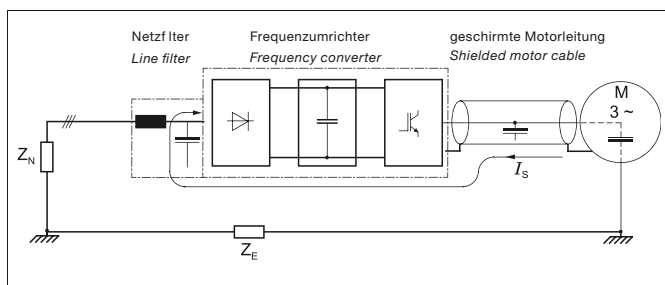 Netzf lter
Line filter
Frequenzumrichter
Frequency converter
geschirmte Motorleitung
Shielded motor cable
M
3 ~
Z_N
I_S
Z_E